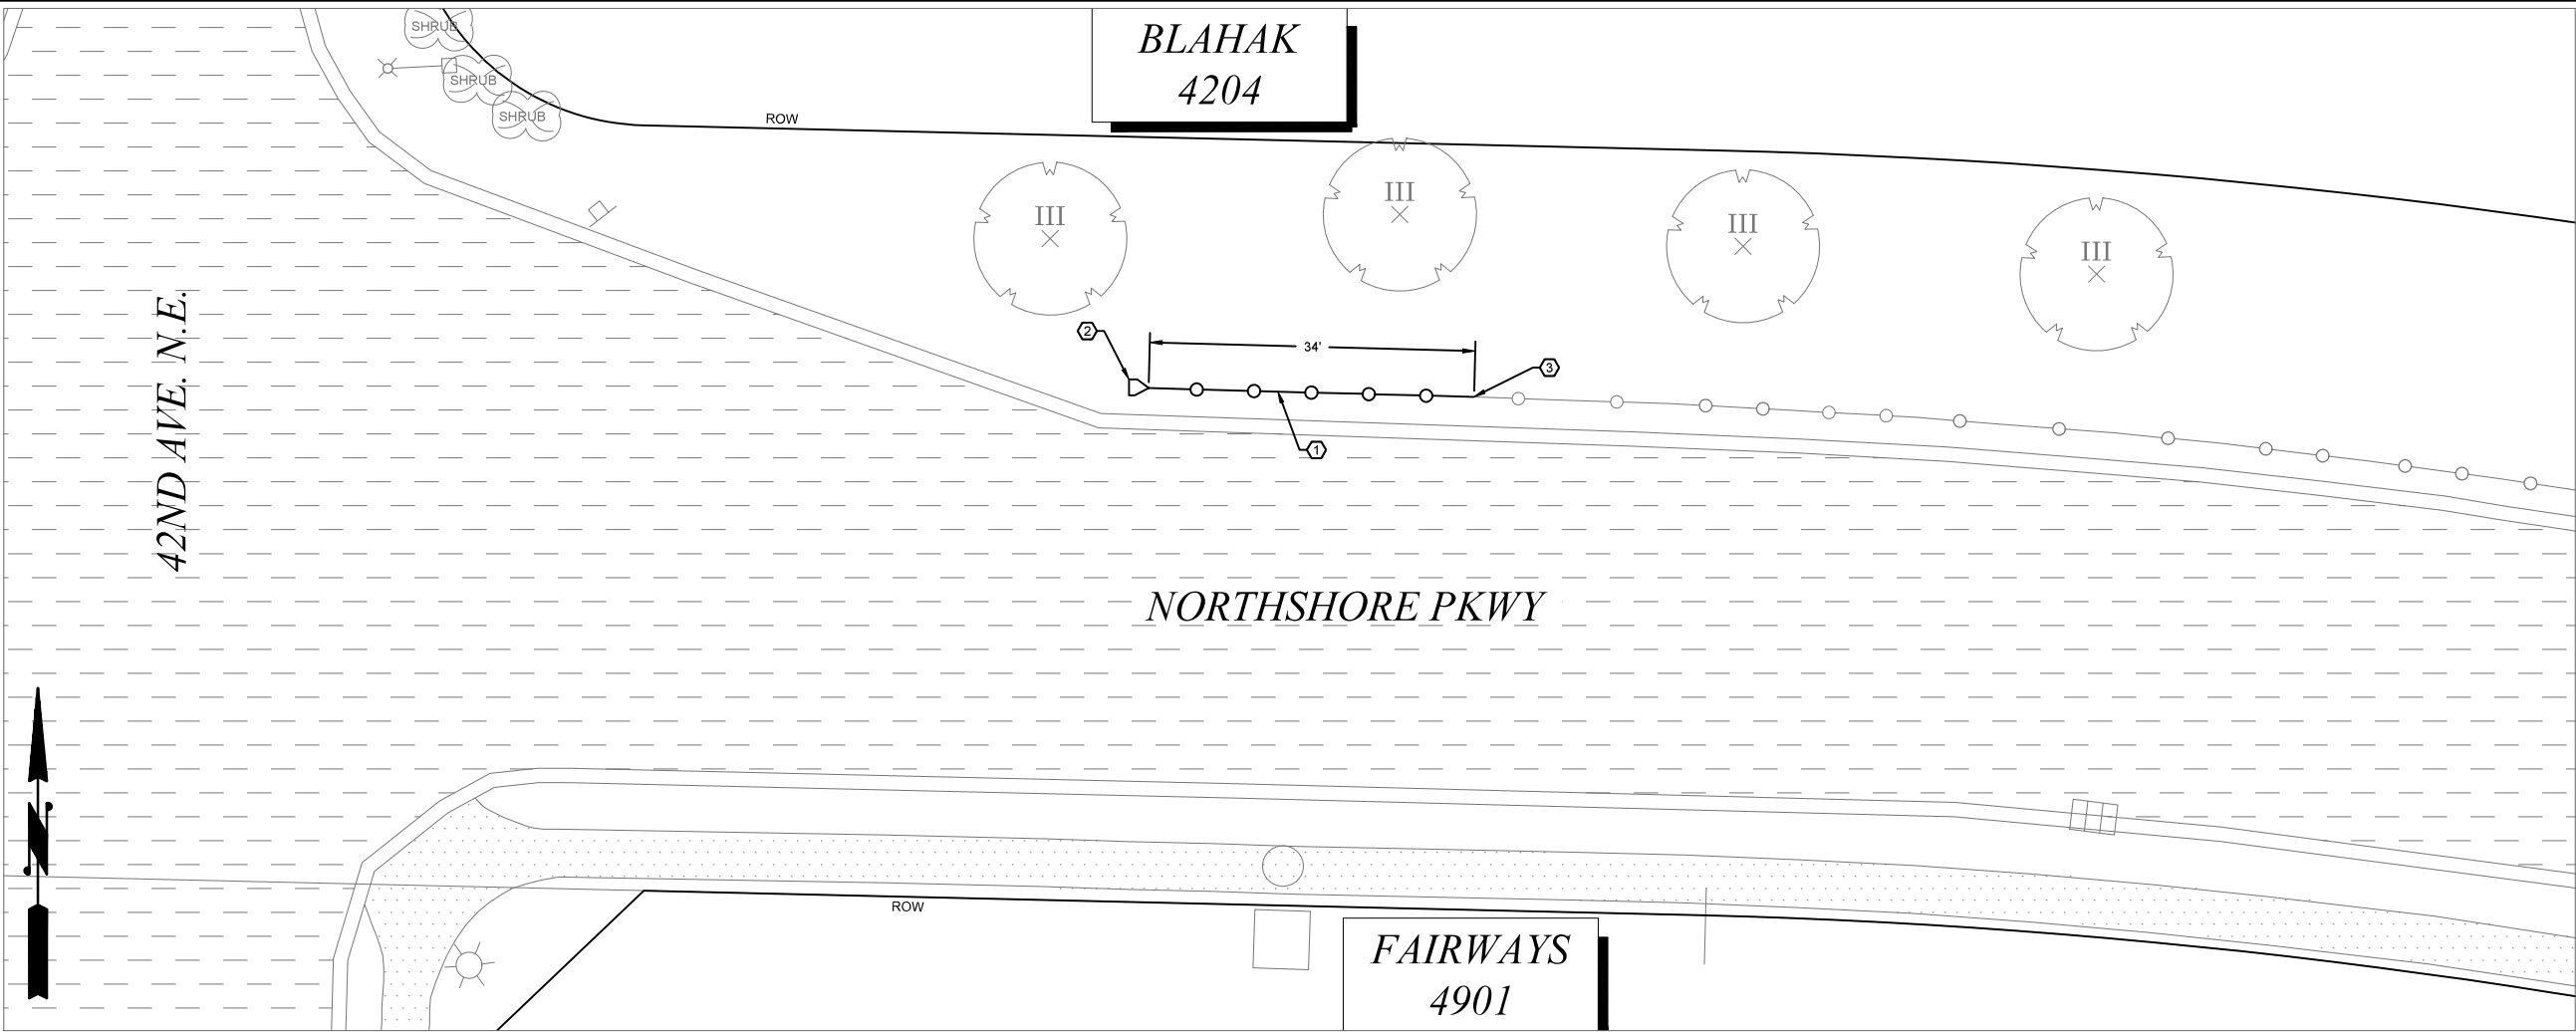 SHRUB
SHRUB
SHRUB
ROW
BLAHAK
4204
III
III
III
III
2
34'
3
1
42ND AVE. N.E.
NORTHSHORE PKWY
N
ROW
FAIRWAYS
4901